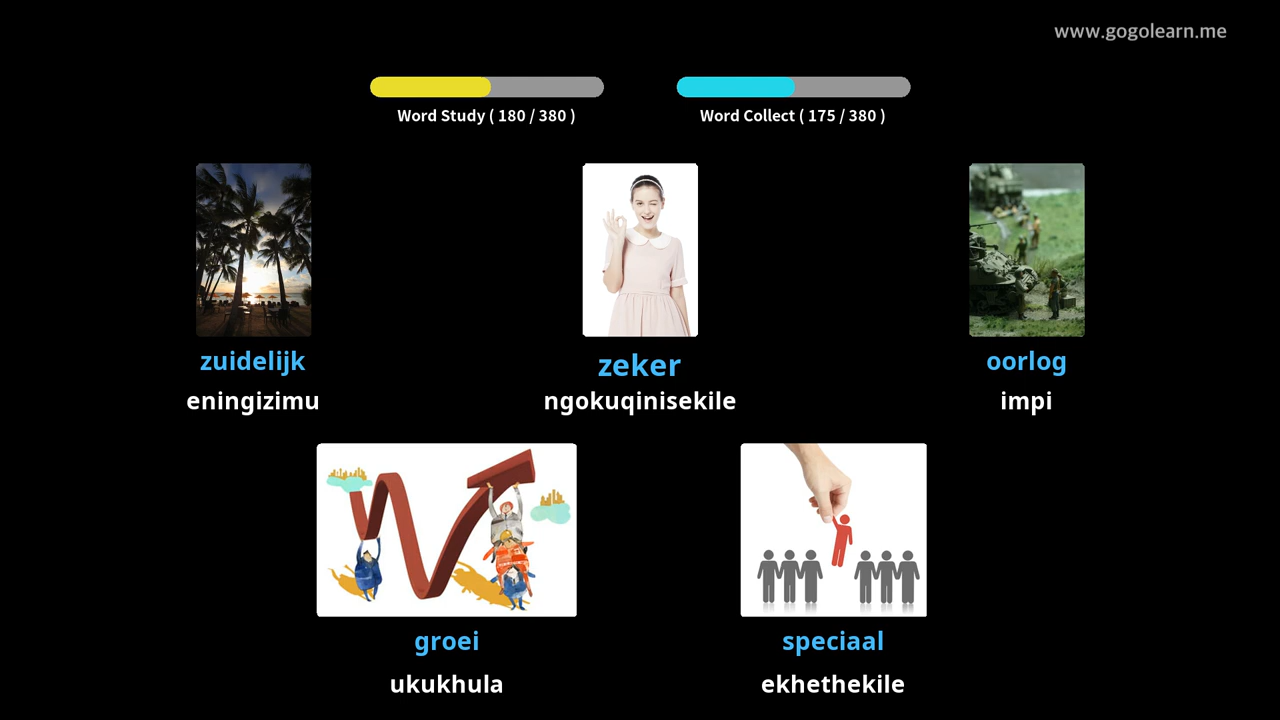 www.gogolearn.me
Word Study ( 180 / 380 )
Word Collect ( 175 / 380 )
zuidelijk
eningizimu
zeker
ngokuqinisekile
oorlog
impi
groei
ukukhula
speciaal
ekhethekile